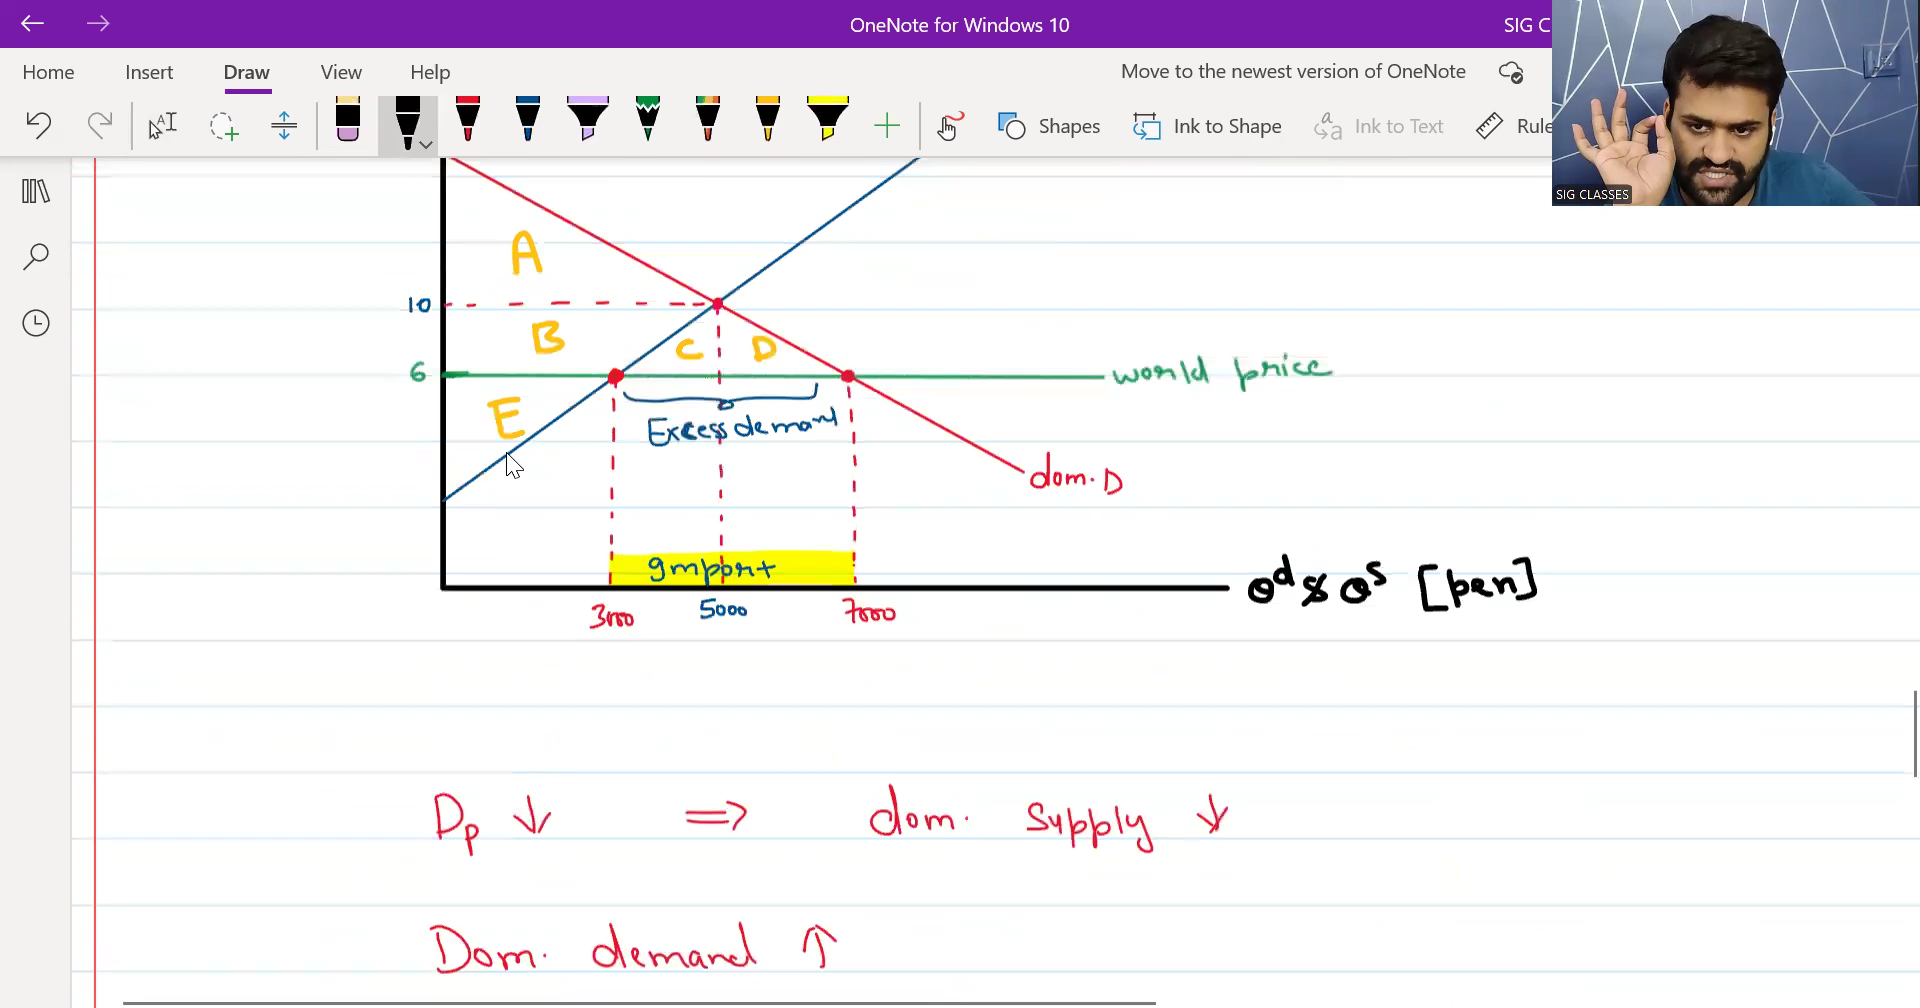 OneNote for Windows 10
SIG C
Home Insert Draw View Help
Move to the newest version of OneNote
Shapes Ink to Shape Ink to Text Rule
SIG CLASSES
A
10
B
C D
6
world price
E
Excess demand
dom. D
Import
Qd & Qs [pen]
3000 5000 7000
Dp ↓ ⇒ dom. supply ↓
Dom. demand ↑